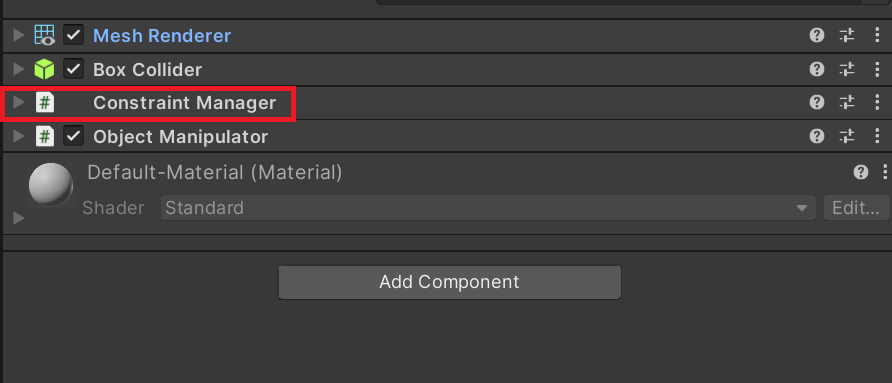 Mesh Renderer
Box Collider
# Constraint Manager
# Object Manipulator
Default-Material (Material)
Shader Standard Edit...
Add Component